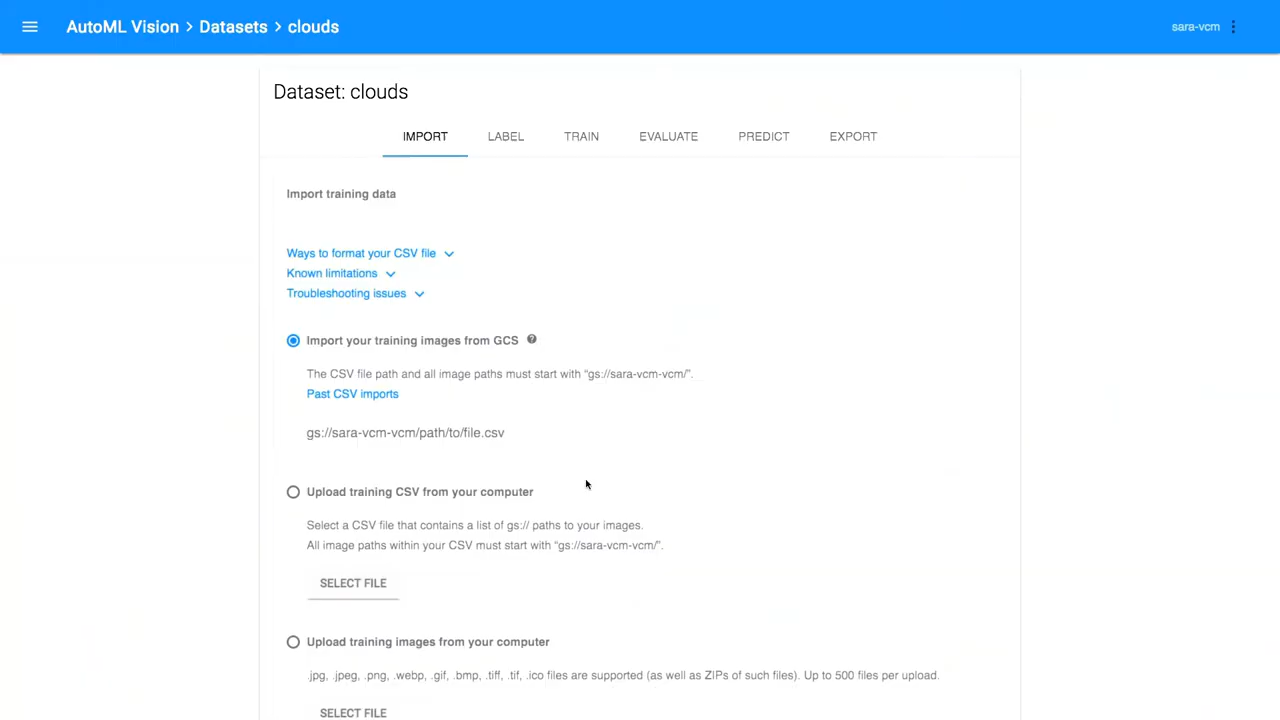 AutoML Vision > Datasets > clouds
sara-vcm
Dataset: clouds
IMPORT LABEL TRAIN EVALUATE PREDICT EXPORT
Import training data
Ways to format your CSV file
Known limitations
Troubleshooting issues
Import your training images from GCS
The CSV file path and all image paths must start with “gs://sara-vcm-vcm/”.
Past CSV imports
gs://sara-vcm-vcm/path/to/file.csv
Upload training CSV from your computer
Select a CSV file that contains a list of gs:// paths to your images.
All image paths within your CSV must start with “gs://sara-vcm-vcm/”.
SELECT FILE
Upload training images from your computer
.jpg, .jpeg, .png, .webp, .gif, .bmp, .tiff, .tif, .ico files are supported (as well as ZIPs of such files). Up to 500 files per upload.
SELECT FILE